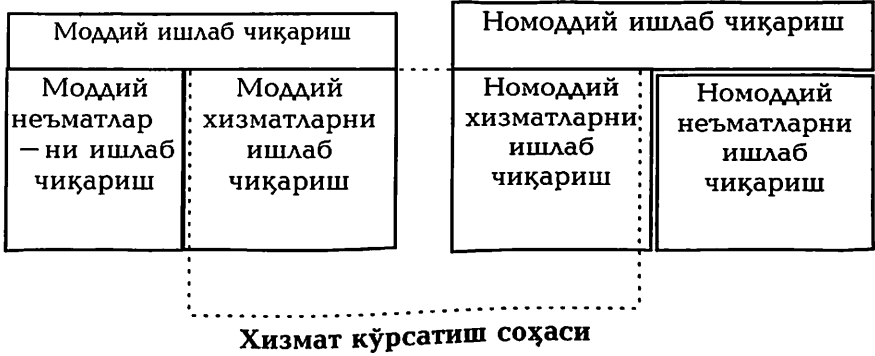 Моддий ишлаб чиқариш
Номоддий ишлаб чиқариш
Моддий
неъматлар
–ни ишлаб
чиқариш
Моддий
хизматларни
ишлаб
чиқариш
Номоддий
хизматларни
ишлаб
чиқариш
Номоддий
неъматларни
ишлаб
чиқариш
Хизмат кўрсатиш соҳаси